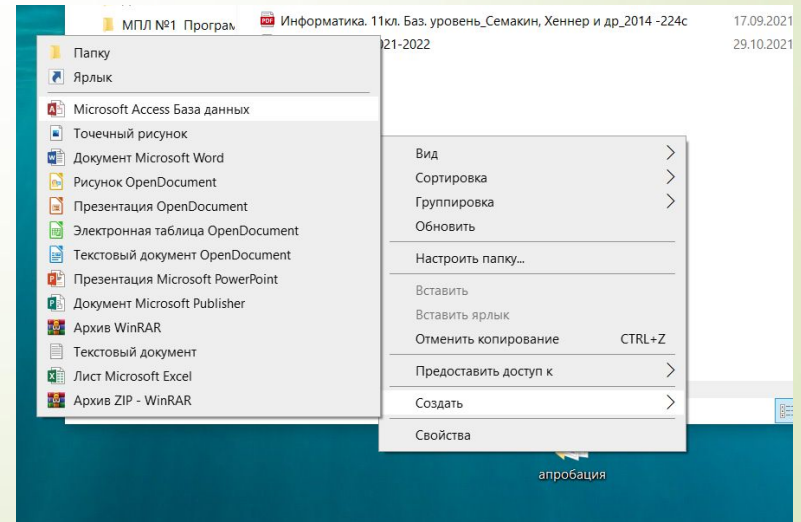 МПЛ №1 Програм
Информатика. 11кл. Баз. уровень_Семакин, Хеннер и др_2014 -224с
17.09.2021
21-2022
29.10.2021
Папку
Ярлык
Microsoft Access База данных
Точечный рисунок
Документ Microsoft Word
Рисунок OpenDocument
Презентация OpenDocument
Электронная таблица OpenDocument
Текстовый документ OpenDocument
Презентация Microsoft PowerPoint
Документ Microsoft Publisher
Архив WinRAR
Текстовый документ
Лист Microsoft Excel
Архив ZIP - WinRAR
Вид
Сортировка
Группировка
Обновить
Настроить папку...
Вставить
Вставить ярлык
Отменить копирование CTRL+Z
Предоставить доступ к
Создать
Свойства
апробация